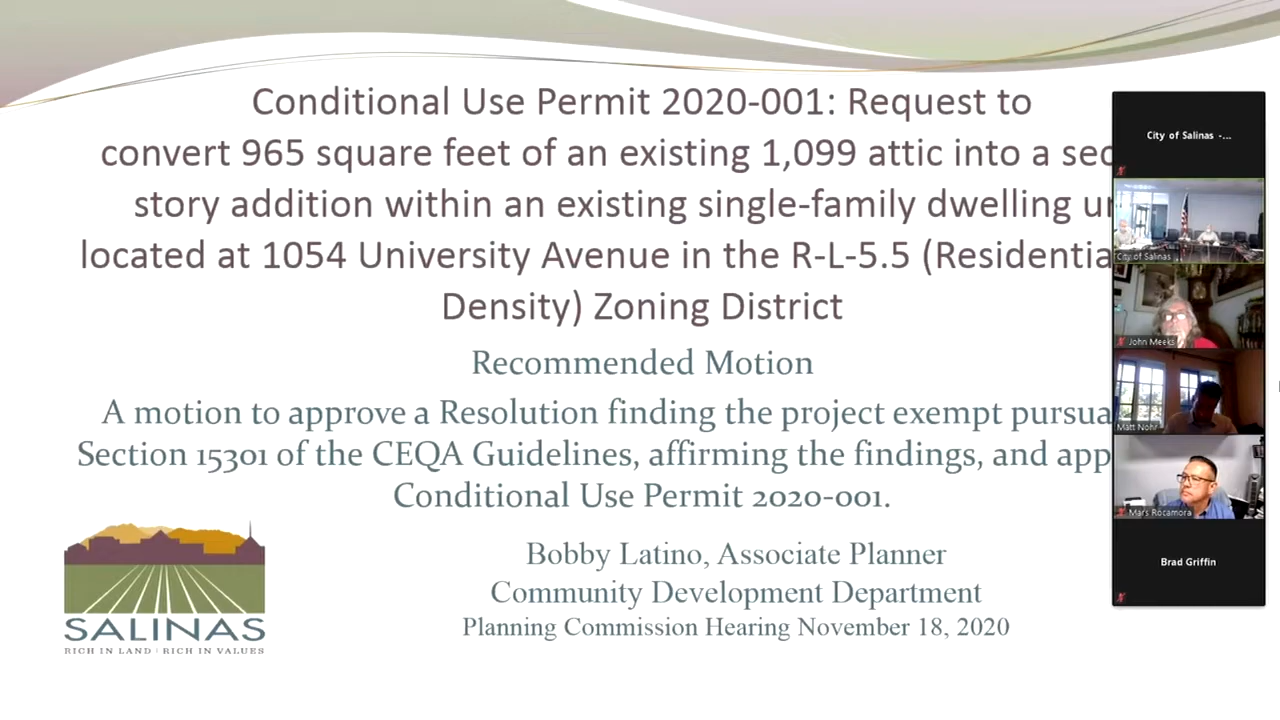 Conditional Use Permit 2020-001: Request to
convert 965 square feet of an existing 1,099 attic into a
story addition within an existing single-family dwelling
located at 1054 University Avenue in the R-L-5.5 (Residentia
Density) Zoning District
Recommended Motion
A motion to approve a Resolution finding the project exempt
Section 15301 of the CEQA Guidelines, affirming the findings, and
Conditional Use Permit 2020-001.
Bobby Latino, Associate Planner
Community Development Department
Planning Commission Hearing November 18, 2020
SALINAS
RICH IN LAND | RICH IN VALUES
City of Salinas -...
City of Salinas
John Meeks
Matt Nohr
Mars Rocamora
Brad Griffin